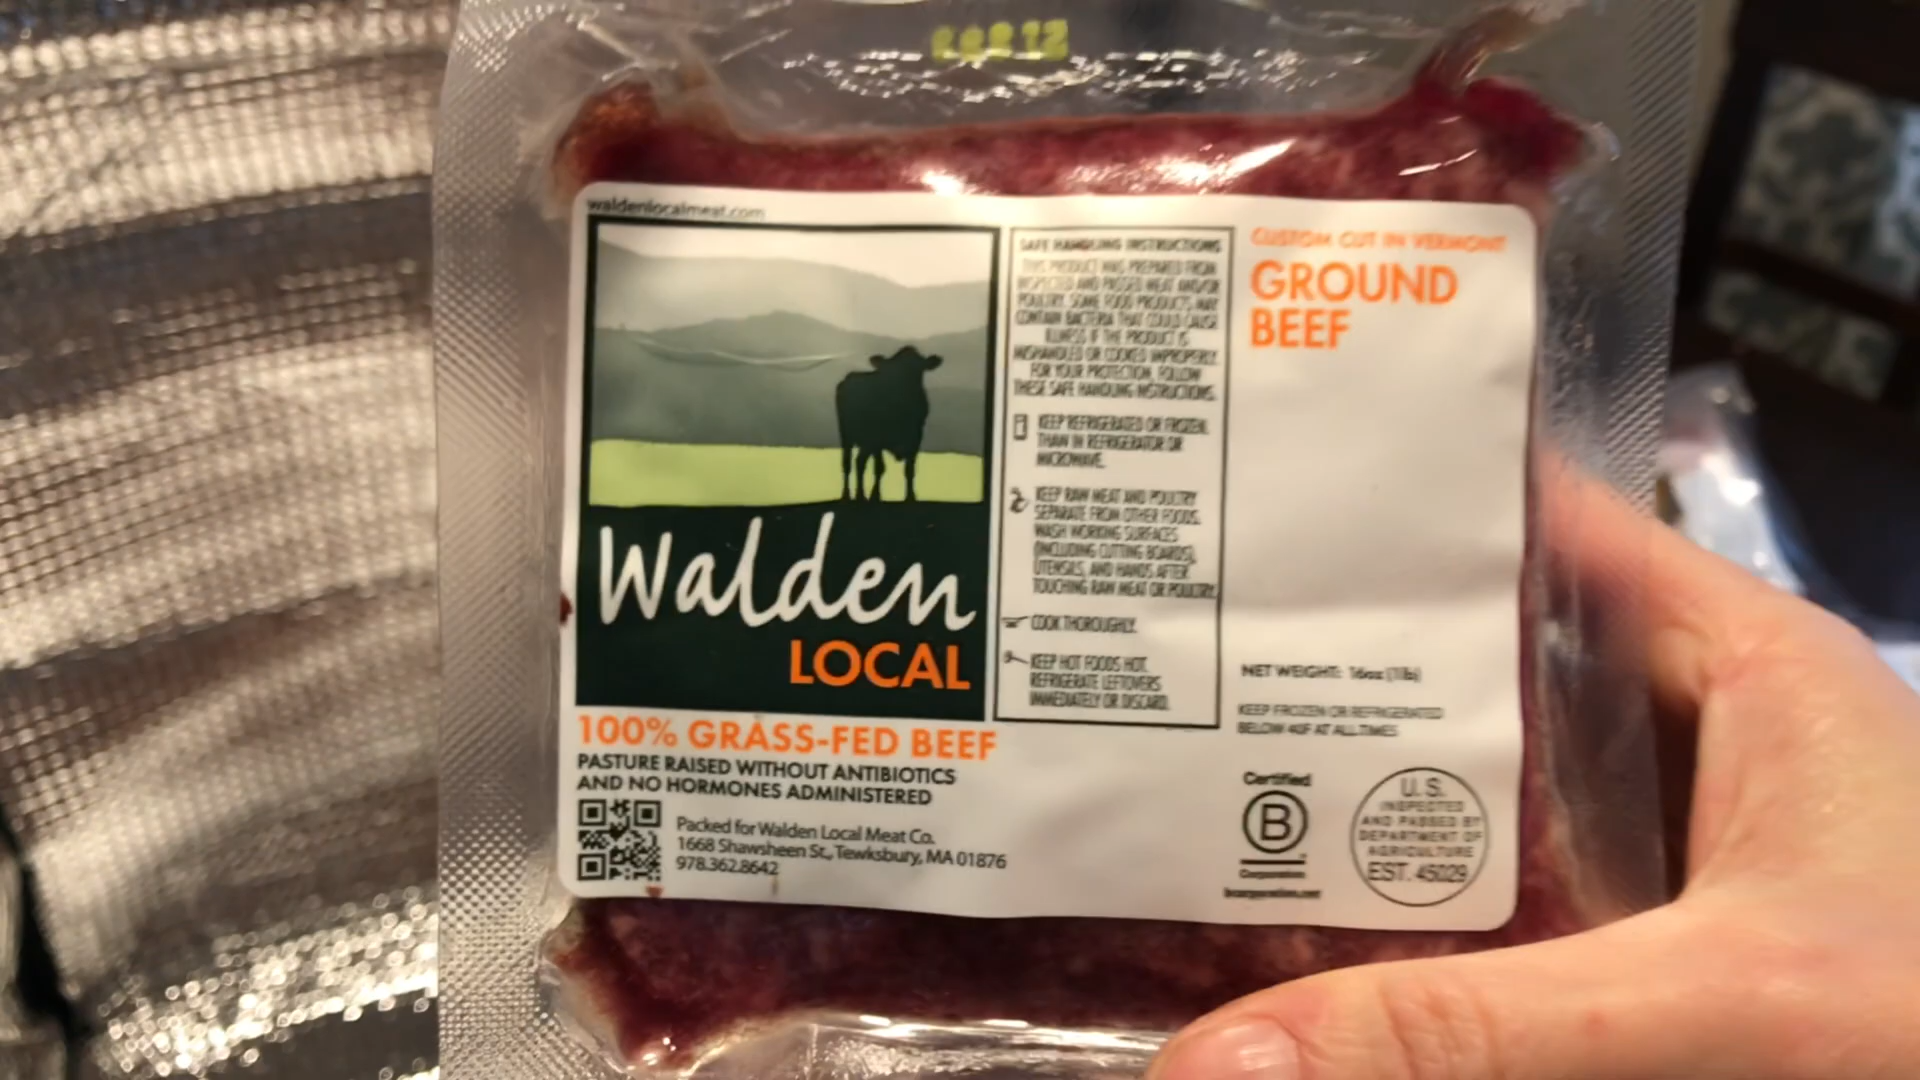 waldenlocalmeat.com
Walden
LOCAL
100% GRASS-FED BEEF
PASTURE RAISED WITHOUT ANTIBIOTICS
AND NO HORMONES ADMINISTERED
Packed for Walden Local Meat Co.
1668 Shawsheen St., Tewksbury, MA 01876
978.362.8642
SAFE HANDLING INSTRUCTIONS
THIS PRODUCT WAS PREPARED FROM
INSPECTED AND PASSED MEAT AND/OR
POULTRY. SOME FOOD PRODUCTS MAY
CONTAIN BACTERIA THAT COULD CAUSE
ILLNESS IF THE PRODUCT IS
MISHANDLED OR COOKED IMPROPERLY.
FOR YOUR PROTECTION, FOLLOW
THESE SAFE HANDLING INSTRUCTIONS.
KEEP REFRIGERATED OR FROZEN.
THAW IN REFRIGERATOR OR
MICROWAVE.
KEEP RAW MEAT AND POULTRY
SEPARATE FROM OTHER FOODS.
WASH WORKING SURFACES
(INCLUDING CUTTING BOARDS),
UTENSILS, AND HANDS AFTER
TOUCHING RAW MEAT OR POULTRY.
COOK THOROUGHLY.
KEEP HOT FOODS HOT.
REFRIGERATE LEFTOVERS
IMMEDIATELY OR DISCARD.
CUSTOM CUT IN VERMONT
GROUND
BEEF
NET WEIGHT: 16oz (1lb)
KEEP FROZEN OR REFRIGERATED
BELOW 40F AT ALL TIMES
Certified
B
Corporation
bcorporation.net
U.S.
INSPECTED
AND PASSED BY
DEPARTMENT OF
AGRICULTURE
EST. 45029